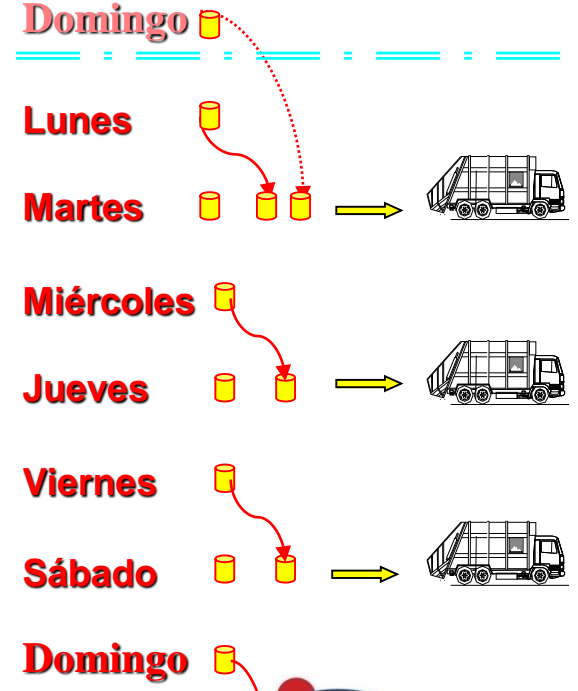 Domingo
Lunes
Martes
Miércoles
Jueves
Viernes
Sábado
Domingo